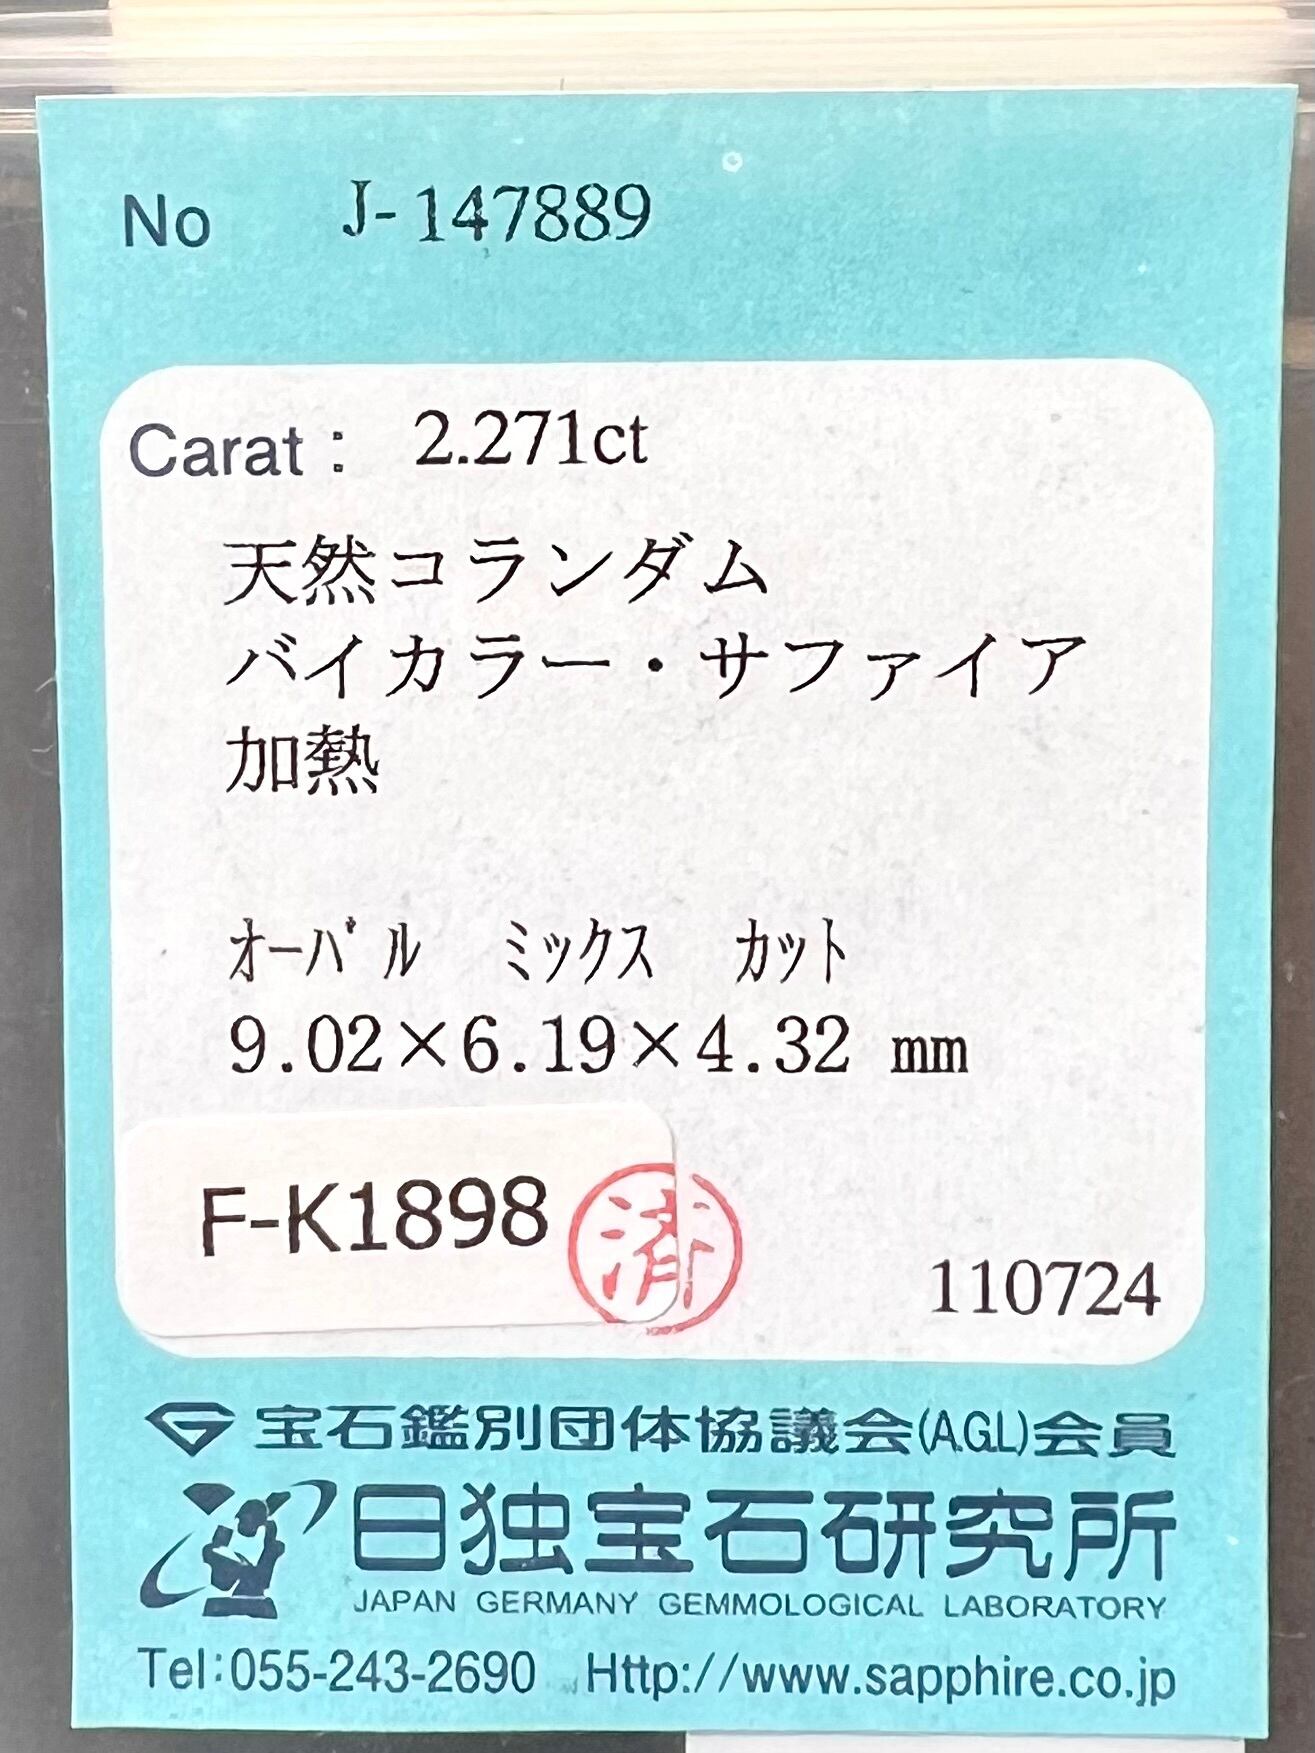 No J-147889
Carat: 2.271ct
天然コランダム
バイカラー・サファイア
加熱
ｵｰﾊﾞﾙ ﾐｯｸｽ ｶｯﾄ
9.02×6.19×4.32 mm
F-K1898 済
110724
宝石鑑別団体協議会(A.G.L)会員
日独宝石研究所
JAPAN GERMANY GEMMOLOGICAL LABORATORY
Tel:055-243-2690 Http://www.sapphire.co.jp